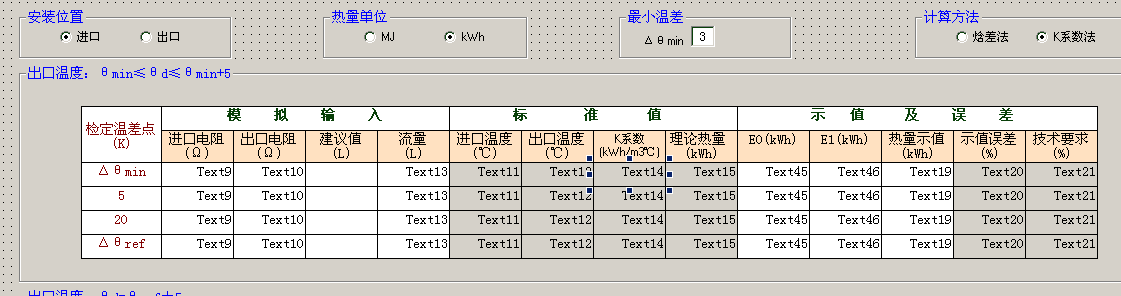 安装位置 热量单位 最小温差 计算方法
进口 出口 MJ kWh Δθmin 3 焓差法 K系数法
出口温度: θmin≤θd≤θmin+5
模 拟 输 入 标 准 值 示 值 及 误 差
检定温差点 进口电阻 出口电阻 建议值 流量 进口温度 出口温度 K系数 理论热量 E0(kWh) E1(kWh) 热量示值 示值误差 技术要求
(K) (Ω) (Ω) (L) (L) (℃) (℃) (kWh/m3℃) (kWh) (kWh) (%) (%)
Δθmin Text9 Text10 Text13 Text11 Text12 Text14 Text15 Text45 Text46 Text19 Text20 Text21
5 Text9 Text10 Text13 Text11 Text12 Text14 Text15 Text45 Text46 Text19 Text20 Text21
20 Text9 Text10 Text13 Text11 Text12 Text14 Text15 Text45 Text46 Text19 Text20 Text21
Δθref Text9 Text10 Text13 Text11 Text12 Text14 Text15 Text45 Text46 Text19 Text20 Text21
出口温度: